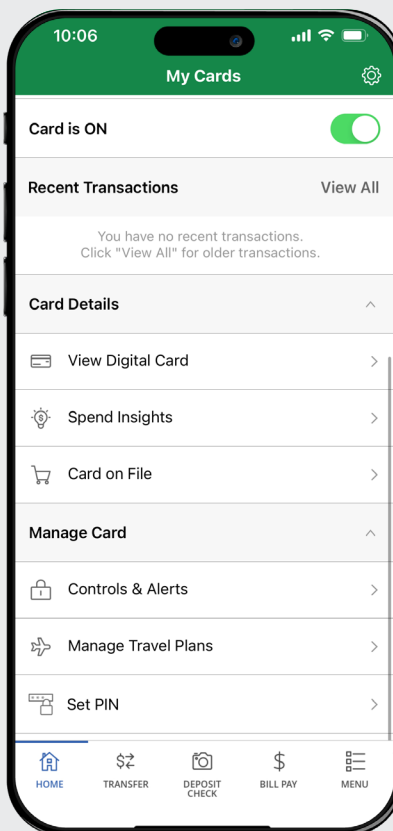 10:06
My Cards
Card is ON
Recent Transactions View All
You have no recent transactions.
Click "View All" for older transactions.
Card Details
View Digital Card
Spend Insights
Card on File
Manage Card
Controls & Alerts
Manage Travel Plans
Set PIN
HOME TRANSFER DEPOSIT CHECK BILL PAY MENU